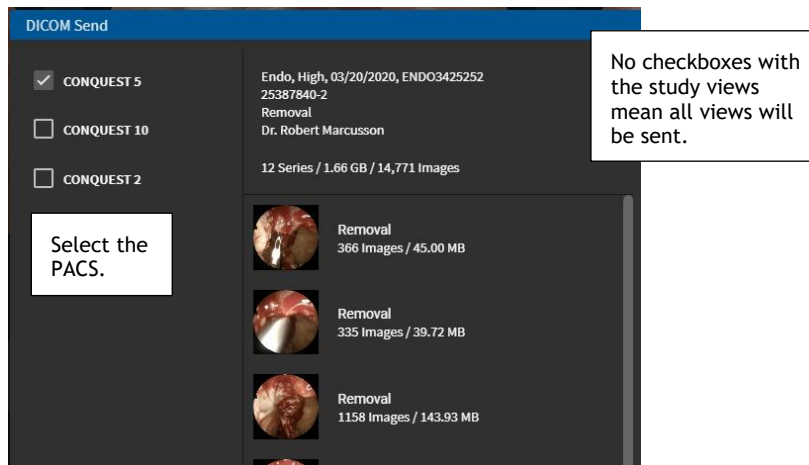 DICOM Send
CONQUEST 5
CONQUEST 10
CONQUEST 2
Select the
PACS.
Endo, High, 03/20/2020, ENDO3425252
25387840-2
Removal
Dr. Robert Marcusson
12 Series / 1.66 GB / 14,771 Images
Removal
366 Images / 45.00 MB
Removal
335 Images / 39.72 MB
Removal
1158 Images / 143.93 MB
No checkboxes with
the study views
mean all views will
be sent.